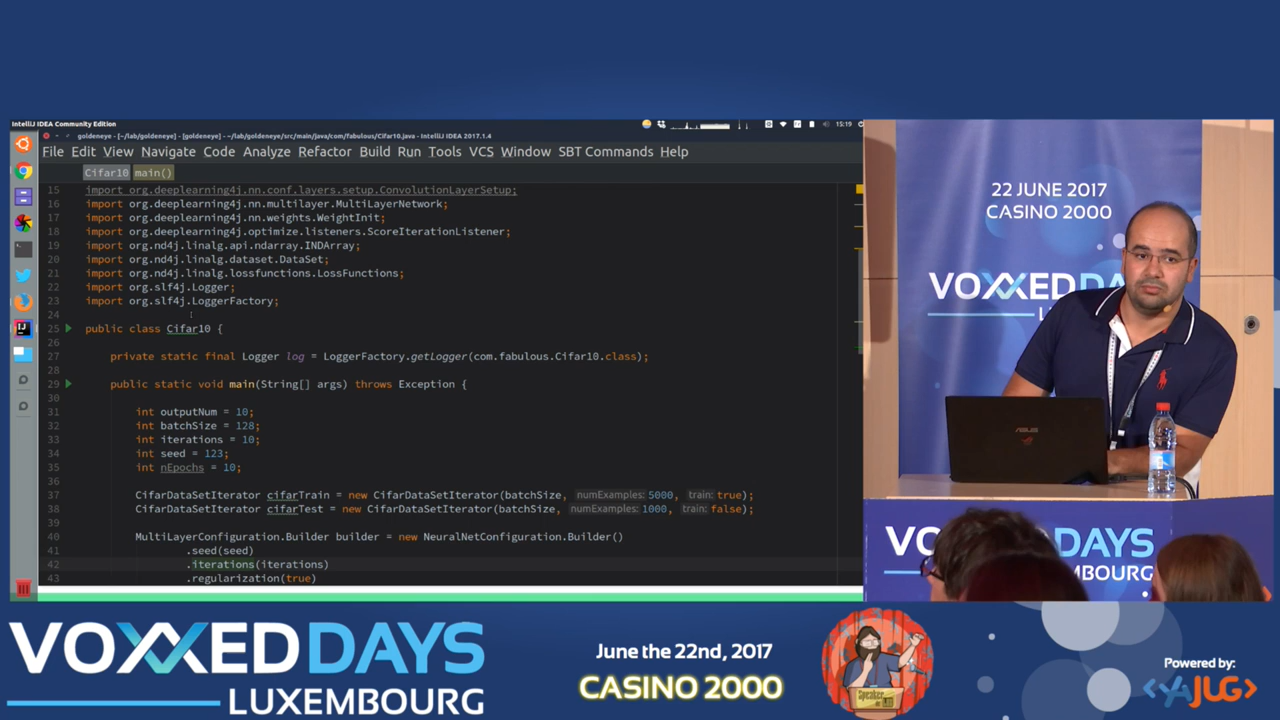 IntelliJ IDEA Community Edition
15:19
goldeneye - [~/lab/goldeneye] - [goldeneye] - ~/lab/goldeneye/src/main/java/com/fabulous/Cifar10.java - IntelliJ IDEA 2017.1.4
File Edit View Navigate Code Analyze Refactor Build Run Tools VCS Window SBT Commands Help
Cifar10 main()
15 import org.deeplearning4j.nn.conf.layers.setup.ConvolutionLayerSetup;
16 import org.deeplearning4j.nn.multilayer.MultiLayerNetwork;
17 import org.deeplearning4j.nn.weights.WeightInit;
18 import org.deeplearning4j.optimize.listeners.ScoreIterationListener;
19 import org.nd4j.linalg.api.ndarray.INDArray;
20 import org.nd4j.linalg.dataset.DataSet;
21 import org.nd4j.linalg.lossfunctions.LossFunctions;
22 import org.slf4j.Logger;
23 import org.slf4j.LoggerFactory;
24
25 public class Cifar10 {
26
27 private static final Logger log = LoggerFactory.getLogger(com.fabulous.Cifar10.class);
28
29 public static void main(String[] args) throws Exception {
30
31 int outputNum = 10;
32 int batchSize = 128;
33 int iterations = 10;
34 int seed = 123;
35 int nEpochs = 10;
36
37 CifarDataSetIterator cifarTrain = new CifarDataSetIterator(batchSize, numExamples: 5000, train: true);
38 CifarDataSetIterator cifarTest = new CifarDataSetIterator(batchSize, numExamples: 1000, train: false);
39
40 MultiLayerConfiguration.Builder builder = new NeuralNetConfiguration.Builder()
41 .seed(seed)
42 .iterations(iterations)
43 .regularization(true)
22 JUNE 2017
CASINO 2000
VOXXED DA
LU
ASUS
VO
DAYS
BOURG
VOXXED DAYS
LUXEMBOURG
June the 22nd, 2017
CASINO 2000
Speaker
Powered by:
YAJUG